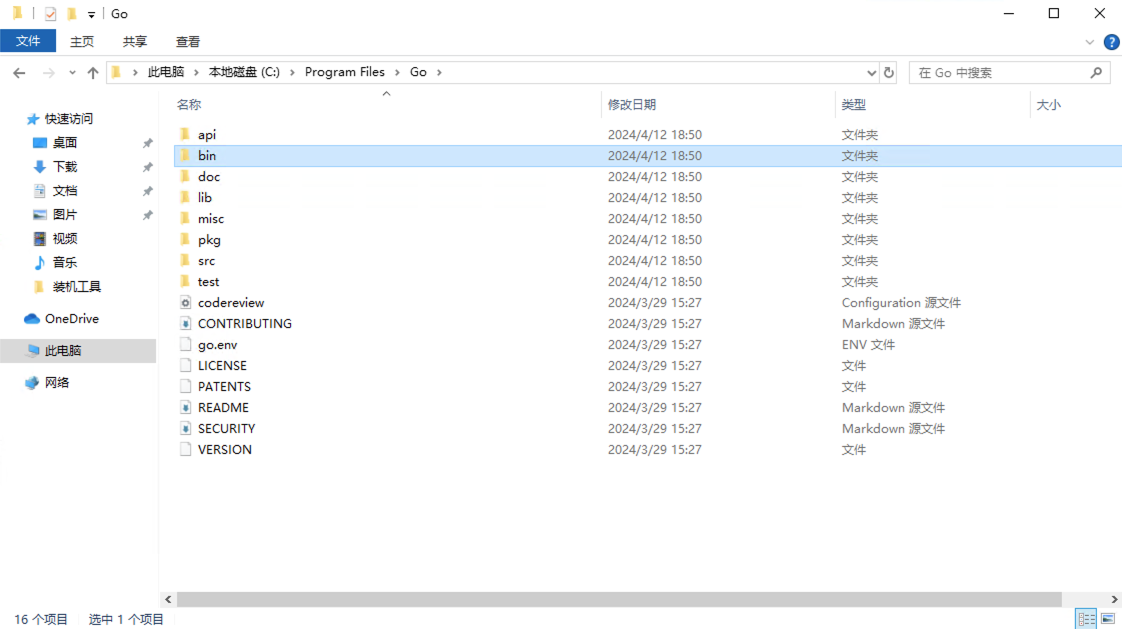 Go
文件 主页 共享 查看
此电脑 本地磁盘 (C:) Program Files Go 在 Go 中搜索
名称 修改日期 类型 大小
快速访问
桌面
下载
文档
图片
视频
音乐
装机工具
OneDrive
此电脑
网络
api 2024/4/12 18:50 文件夹
bin 2024/4/12 18:50 文件夹
doc 2024/4/12 18:50 文件夹
lib 2024/4/12 18:50 文件夹
misc 2024/4/12 18:50 文件夹
pkg 2024/4/12 18:50 文件夹
src 2024/4/12 18:50 文件夹
test 2024/4/12 18:50 文件夹
codereview 2024/3/29 15:27 Configuration 源文件
CONTRIBUTING 2024/3/29 15:27 Markdown 源文件
go.env 2024/3/29 15:27 ENV 文件
LICENSE 2024/3/29 15:27 文件
PATENTS 2024/3/29 15:27 文件
README 2024/3/29 15:27 Markdown 源文件
SECURITY 2024/3/29 15:27 Markdown 源文件
VERSION 2024/3/29 15:27 文件
16 个项目 选中 1 个项目